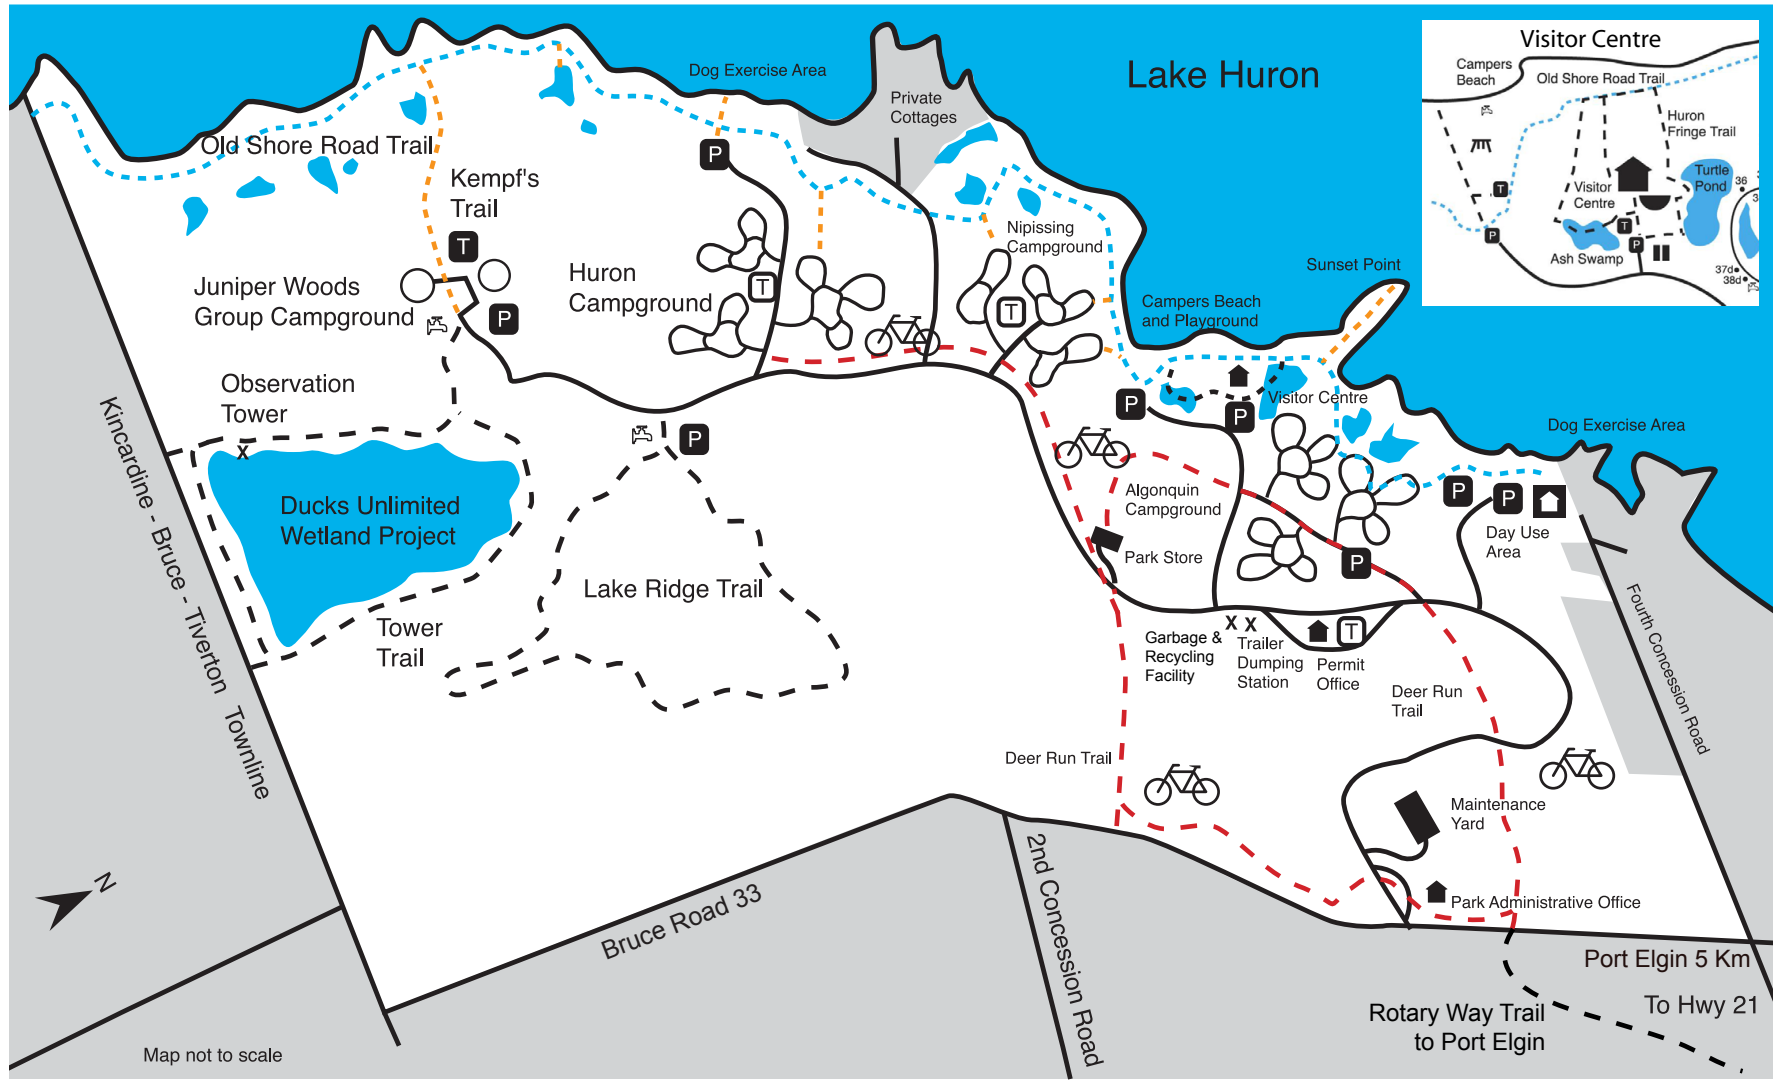 Lake Huron
Dog Exercise Area
Private
Cottages
Old Shore Road Trail
Kempf's
Trail
T
P
Juniper Woods
Group Campground
P
Huron
Campground
T
Nipissing
Campground
T
Sunset Point
Campers Beach
and Playground
Observation
Tower
X
P
P
P
Visitor Centre
Dog Exercise Area
Ducks Unlimited
Wetland Project
Algonquin
Campground
P
P
Day Use
Area
Park Store
P
Lake Ridge Trail
Tower
Trail
X X
Garbage &
Recycling
Facility
Trailer
Dumping
Station
T
Permit
Office
Deer Run
Trail
Deer Run Trail
Maintenance
Yard
Park Administrative Office
Kincardine - Bruce - Tiverton Townline
Fourth Concession Road
Bruce Road 33
2nd Concession Road
N
Port Elgin 5 Km
To Hwy 21
Rotary Way Trail
to Port Elgin
Map not to scale
Visitor Centre
Campers
Beach
Old Shore Road Trail
Huron
Fringe Trail
Turtle
Pond
36
3
T
Visitor
Centre
T
P
P
Ash Swamp
37d
38d